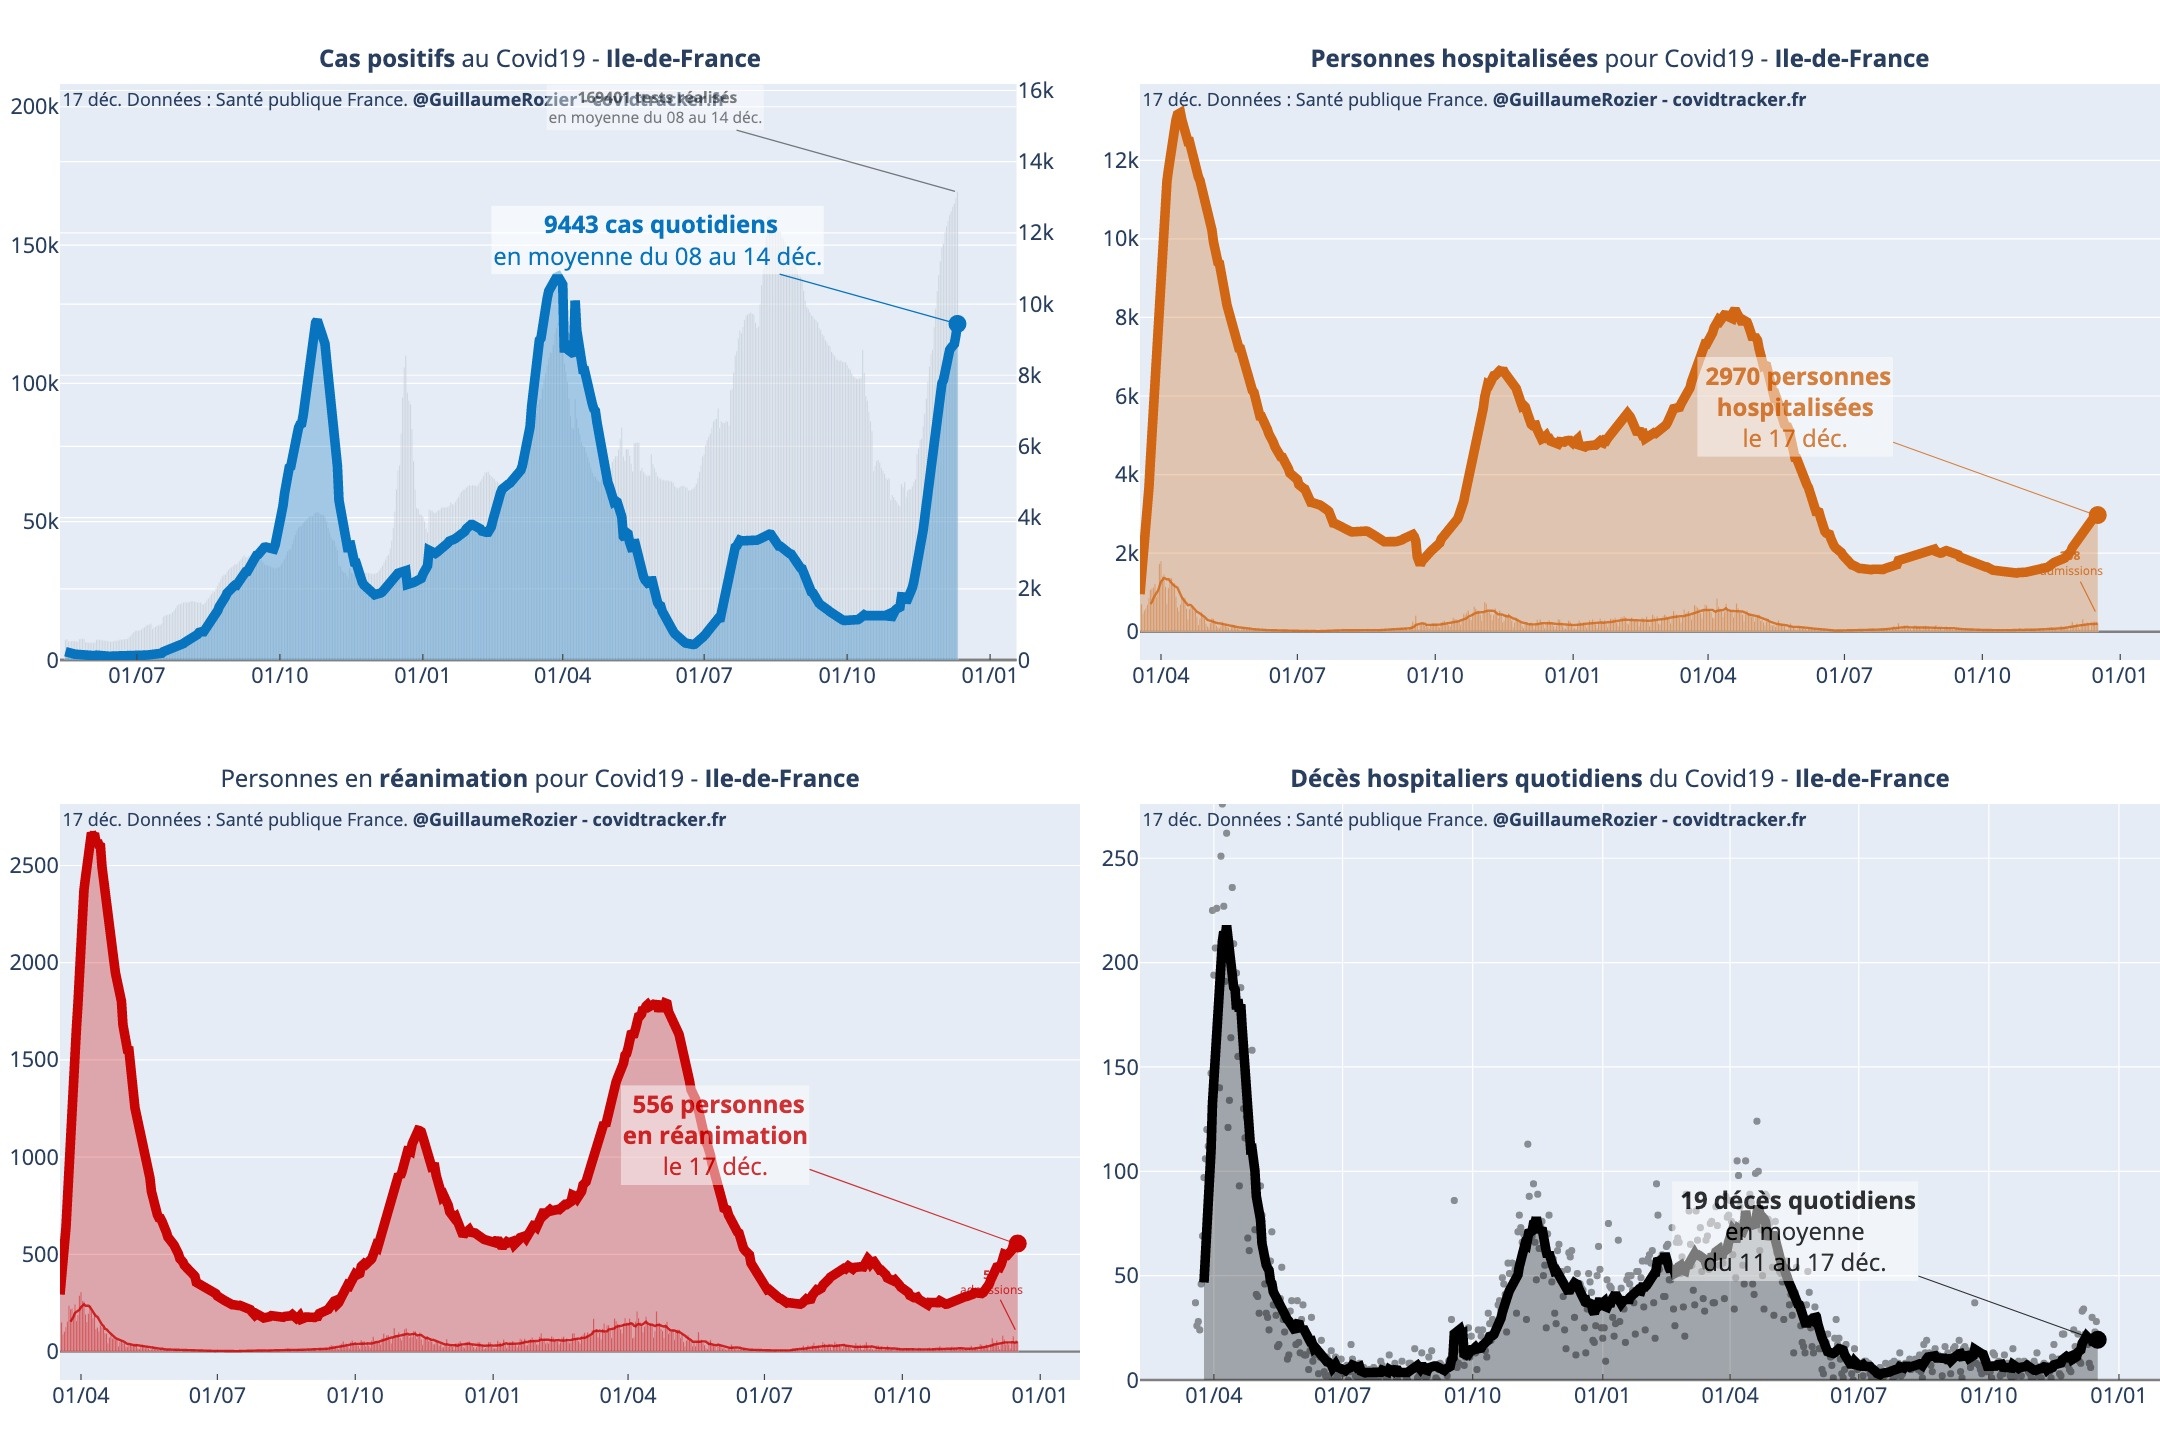 Cas positifs au Covid19 - Ile-de-France
17 déc. Données : Santé publique France. @GuillaumeRozier - covidtracker.fr
169401 tests réalisés
en moyenne du 08 au 14 déc.
9443 cas quotidiens
en moyenne du 08 au 14 déc.
200k
150k
100k
50k
0
16k
14k
12k
10k
8k
6k
4k
2k
0
01/07 01/10 01/01 01/04 01/07 01/10 01/01
Personnes hospitalisées pour Covid19 - Ile-de-France
17 déc. Données : Santé publique France. @GuillaumeRozier - covidtracker.fr
2970 personnes
hospitalisées
le 17 déc.
admissions
12k
10k
8k
6k
4k
2k
0
01/04 01/07 01/10 01/01 01/04 01/07 01/10 01/01
Personnes en réanimation pour Covid19 - Ile-de-France
17 déc. Données : Santé publique France. @GuillaumeRozier - covidtracker.fr
556 personnes
en réanimation
le 17 déc.
admissions
2500
2000
1500
1000
500
0
01/04 01/07 01/10 01/01 01/04 01/07 01/10 01/01
Décès hospitaliers quotidiens du Covid19 - Ile-de-France
17 déc. Données : Santé publique France. @GuillaumeRozier - covidtracker.fr
19 décès quotidiens
en moyenne
du 11 au 17 déc.
250
200
150
100
50
0
01/04 01/07 01/10 01/01 01/04 01/07 01/10 01/01